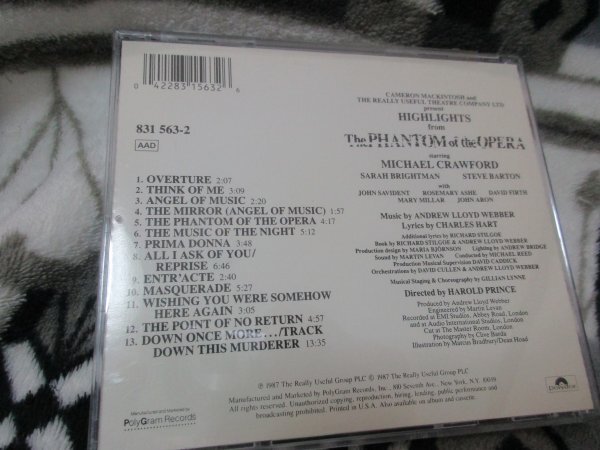 0 42283 15632 6
831 563-2
AAD
1. OVERTURE 2:07
2. THINK OF ME 3:09
3. ANGEL OF MUSIC 2:20
4. THE MIRROR (ANGEL OF MUSIC) 1:57
5. THE PHANTOM OF THE OPERA 4:17
6. THE MUSIC OF THE NIGHT 5:12
7. PRIMA DONNA 3:48
8. ALL I ASK OF YOU/
REPRISE 6:46
9. ENTR'ACTE 2:40
10. MASQUERADE 5:27
11. WISHING YOU WERE SOMEHOW
HERE AGAIN 3:05
12. THE POINT OF NO RETURN 4:57
13. DOWN ONCE MORE..../TRACK
DOWN THIS MURDERER 13:35
CAMERON MACKINTOSH and
THE REALLY USEFUL THEATRE COMPANY LTD
present
HIGHLIGHTS
from
The PHANTOM of the OPERA
starring
MICHAEL CRAWFORD
SARAH BRIGHTMAN STEVE BARTON
with
JOHN SAVIDENT ROSEMARY ASHE DAVID FIRTH
MARY MILLAR JOHN ARON
Music by ANDREW LLOYD WEBBER
Lyrics by CHARLES HART
Additional lyrics by RICHARD STILGOE
Book by RICHARD STILGOE & ANDREW LLOYD WEBBER
Production design by MARIA BJÖRNSON Lighting by ANDREW BRIDGE
Sound by MARTIN LEVAN Conducted by MICHAEL REED
Production Musical Supervision DAVID CADDICK
Orchestrations by DAVID CULLEN & ANDREW LLOYD WEBBER
Musical Staging & Choreography by GILLIAN LYNNE
Directed by HAROLD PRINCE
Produced by Andrew Lloyd Webber
Engineered by Martin Levan
Recorded at EMI Studios, Abbey Road, London
and at Audio International Studios, London
Cut at The Master Room, London
Photography by Clive Barda
Illustration by Marcus Bradbury/Dean Hoad
℗ 1987 The Really Useful Group PLC © 1987 The Really Useful Group PLC
Manufactured and Marketed by PolyGram Records, Inc., 810 Seventh Ave., New York, N.Y. 10019
All Rights Reserved. Unauthorized copying, reproduction, hiring, lending, public performance and
broadcasting prohibited. Printed in U.S.A. Also available on album and cassette.
Manufactured and Marketed by
PolyGram Records
Polydor